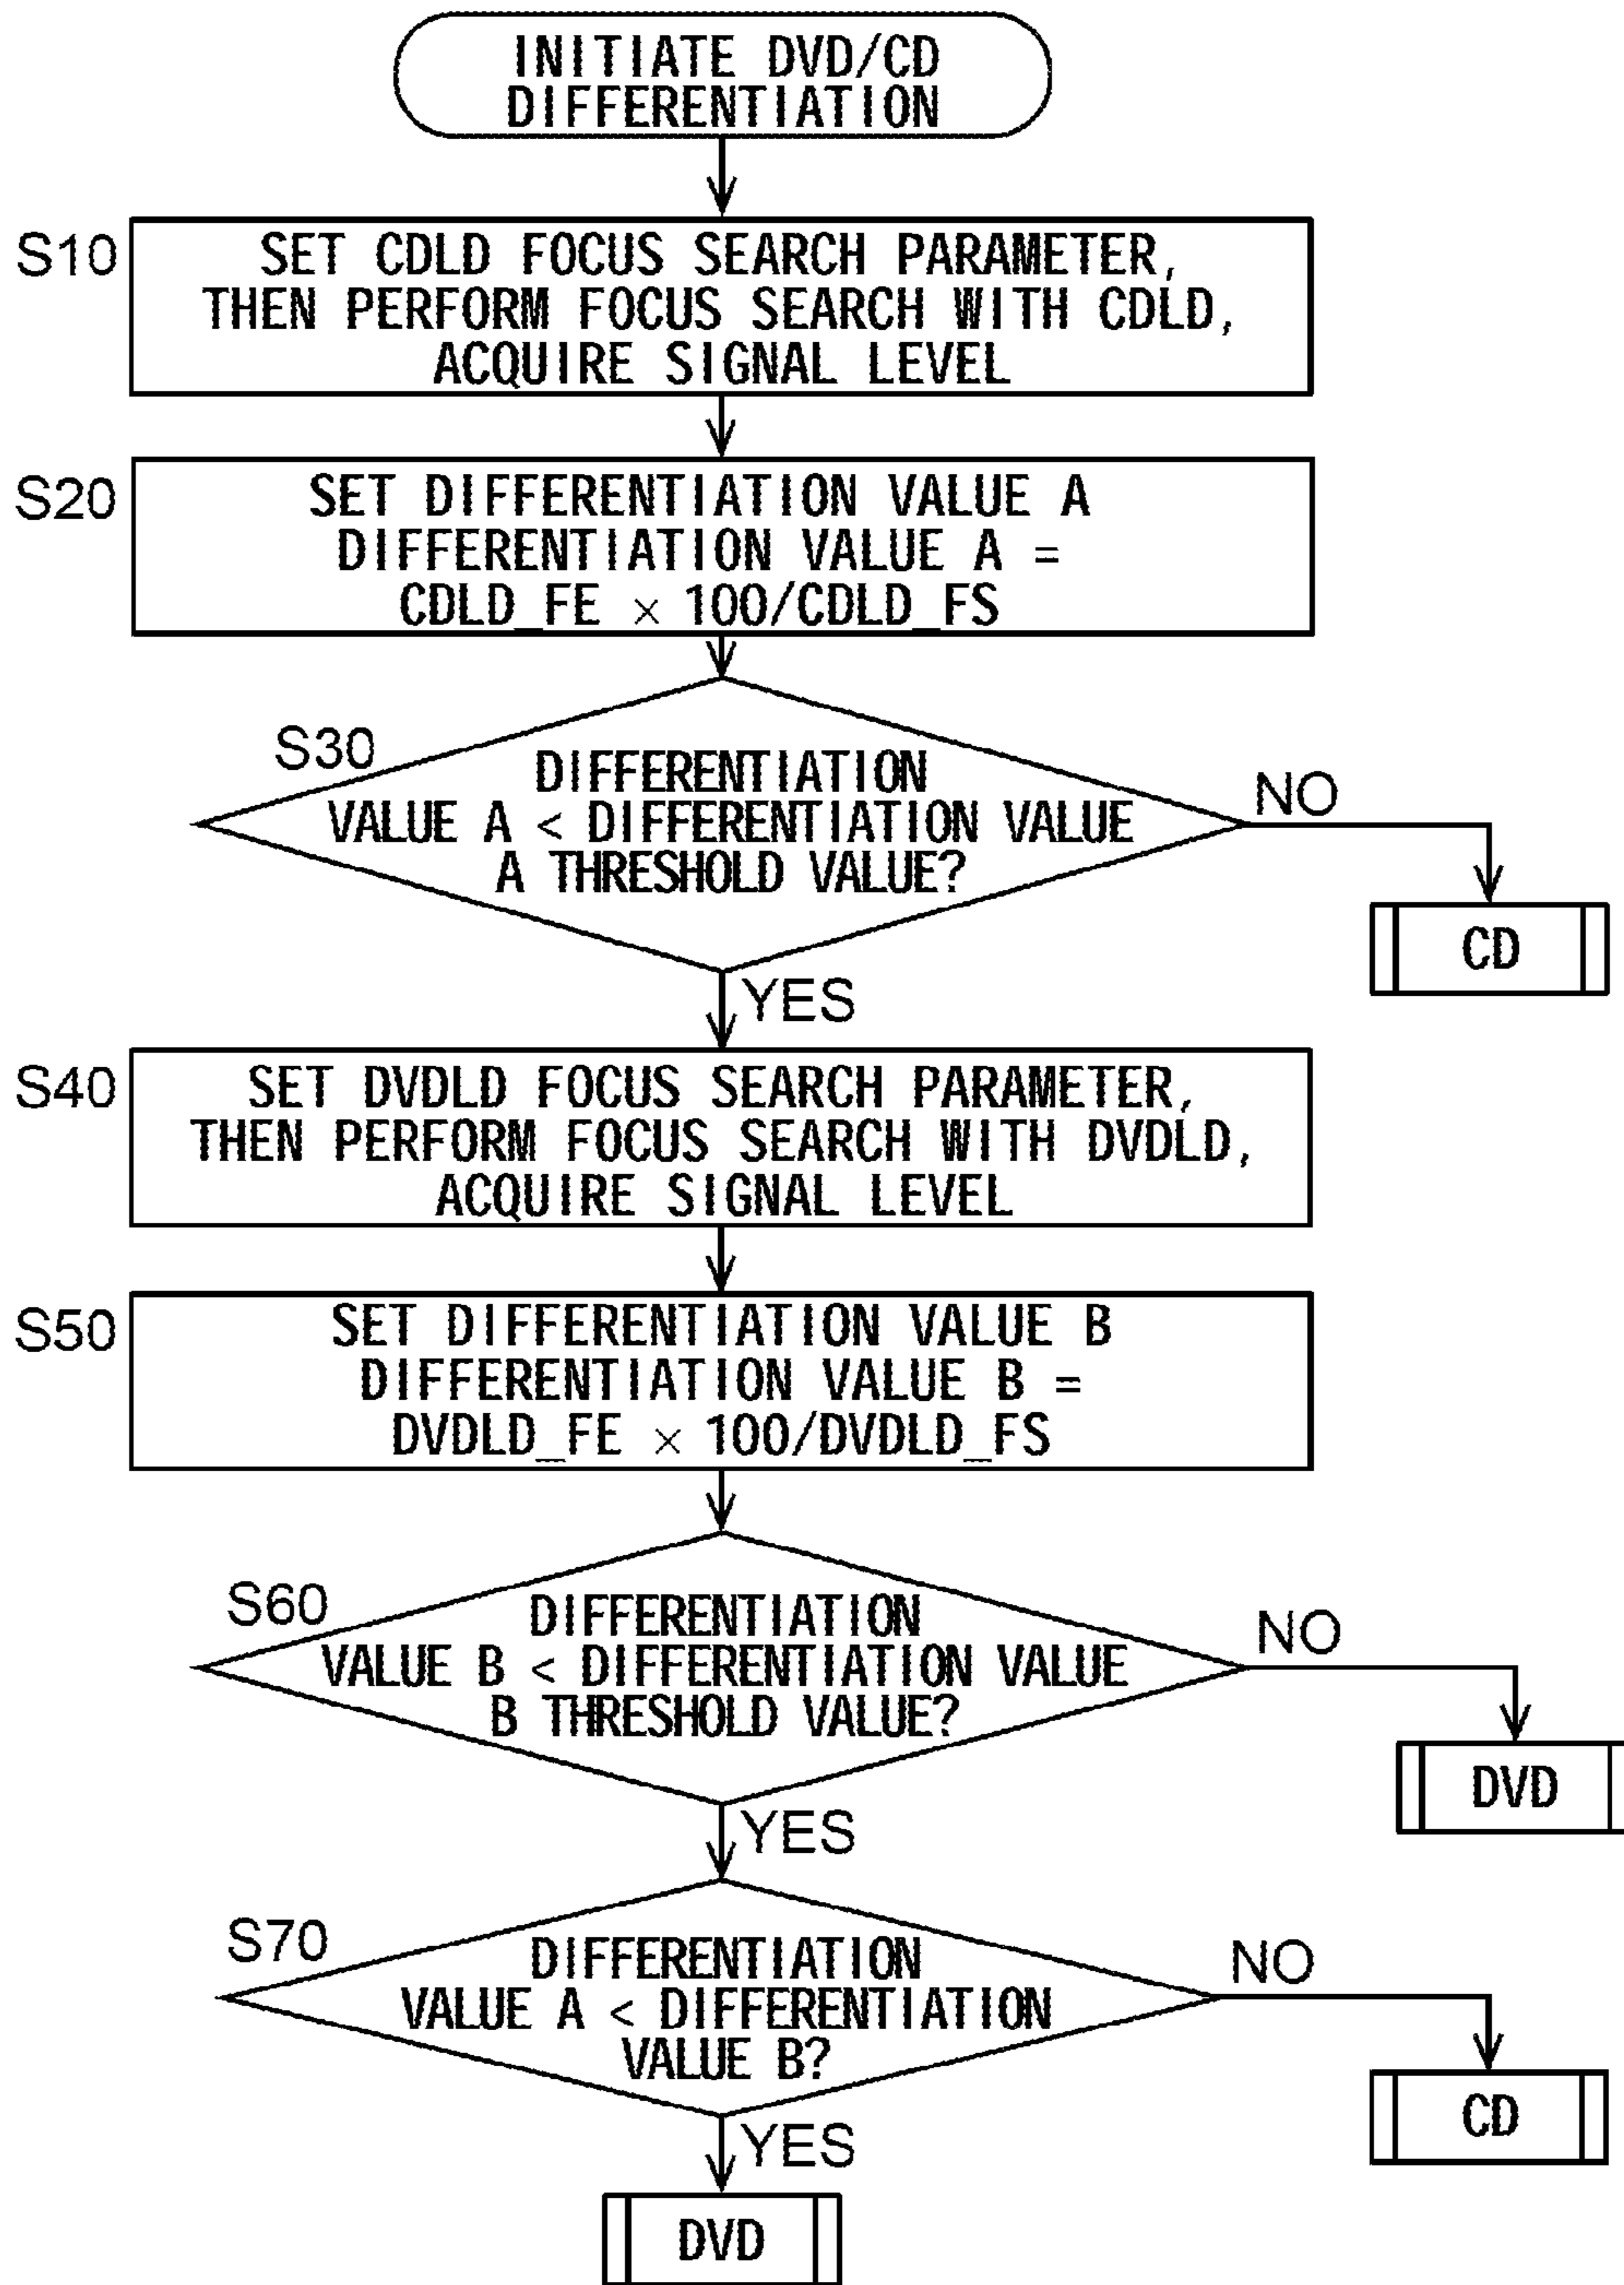 INITIATE DVD/CD
DIFFERENTIATION
S10
SET CDLD FOCUS SEARCH PARAMETER,
THEN PERFORM FOCUS SEARCH WITH CDLD,
ACQUIRE SIGNAL LEVEL
S20
SET DIFFERENTIATION VALUE A
DIFFERENTIATION VALUE A =
CDLD_FE × 100/CDLD_FS
S30
DIFFERENTIATION
VALUE A < DIFFERENTIATION VALUE
A THRESHOLD VALUE?
NO
CD
YES
S40
SET DVDLD FOCUS SEARCH PARAMETER,
THEN PERFORM FOCUS SEARCH WITH DVDLD,
ACQUIRE SIGNAL LEVEL
S50
SET DIFFERENTIATION VALUE B
DIFFERENTIATION VALUE B =
DVDLD_FE × 100/DVDLD_FS
S60
DIFFERENTIATION
VALUE B < DIFFERENTIATION VALUE
B THRESHOLD VALUE?
NO
DVD
YES
S70
DIFFERENTIATION
VALUE A < DIFFERENTIATION
VALUE B?
NO
CD
YES
DVD